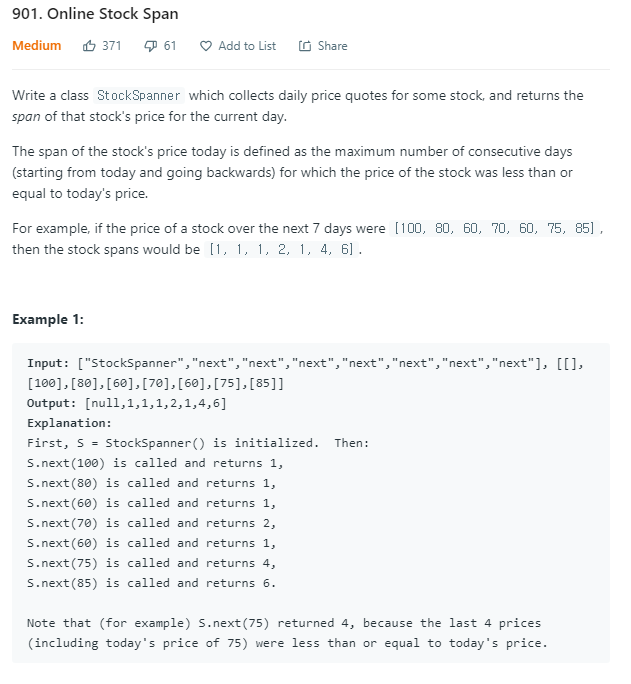 901. Online Stock Span
Medium 371 61 Add to List Share
Write a class StockSpanner which collects daily price quotes for some stock, and returns the
span of that stock's price for the current day.
The span of the stock's price today is defined as the maximum number of consecutive days
(starting from today and going backwards) for which the price of the stock was less than or
equal to today's price.
For example, if the price of a stock over the next 7 days were [100, 80, 60, 70, 60, 75, 85] ,
then the stock spans would be [1, 1, 1, 2, 1, 4, 6] .
Example 1:
Input: ["StockSpanner","next","next","next","next","next","next","next"], [[],
[100],[80],[60],[70],[60],[75],[85]]
Output: [null,1,1,1,2,1,4,6]
Explanation:
First, S = StockSpanner() is initialized.  Then:
S.next(100) is called and returns 1,
S.next(80) is called and returns 1,
S.next(60) is called and returns 1,
S.next(70) is called and returns 2,
S.next(60) is called and returns 1,
S.next(75) is called and returns 4,
S.next(85) is called and returns 6.
Note that (for example) S.next(75) returned 4, because the last 4 prices
(including today's price of 75) were less than or equal to today's price.